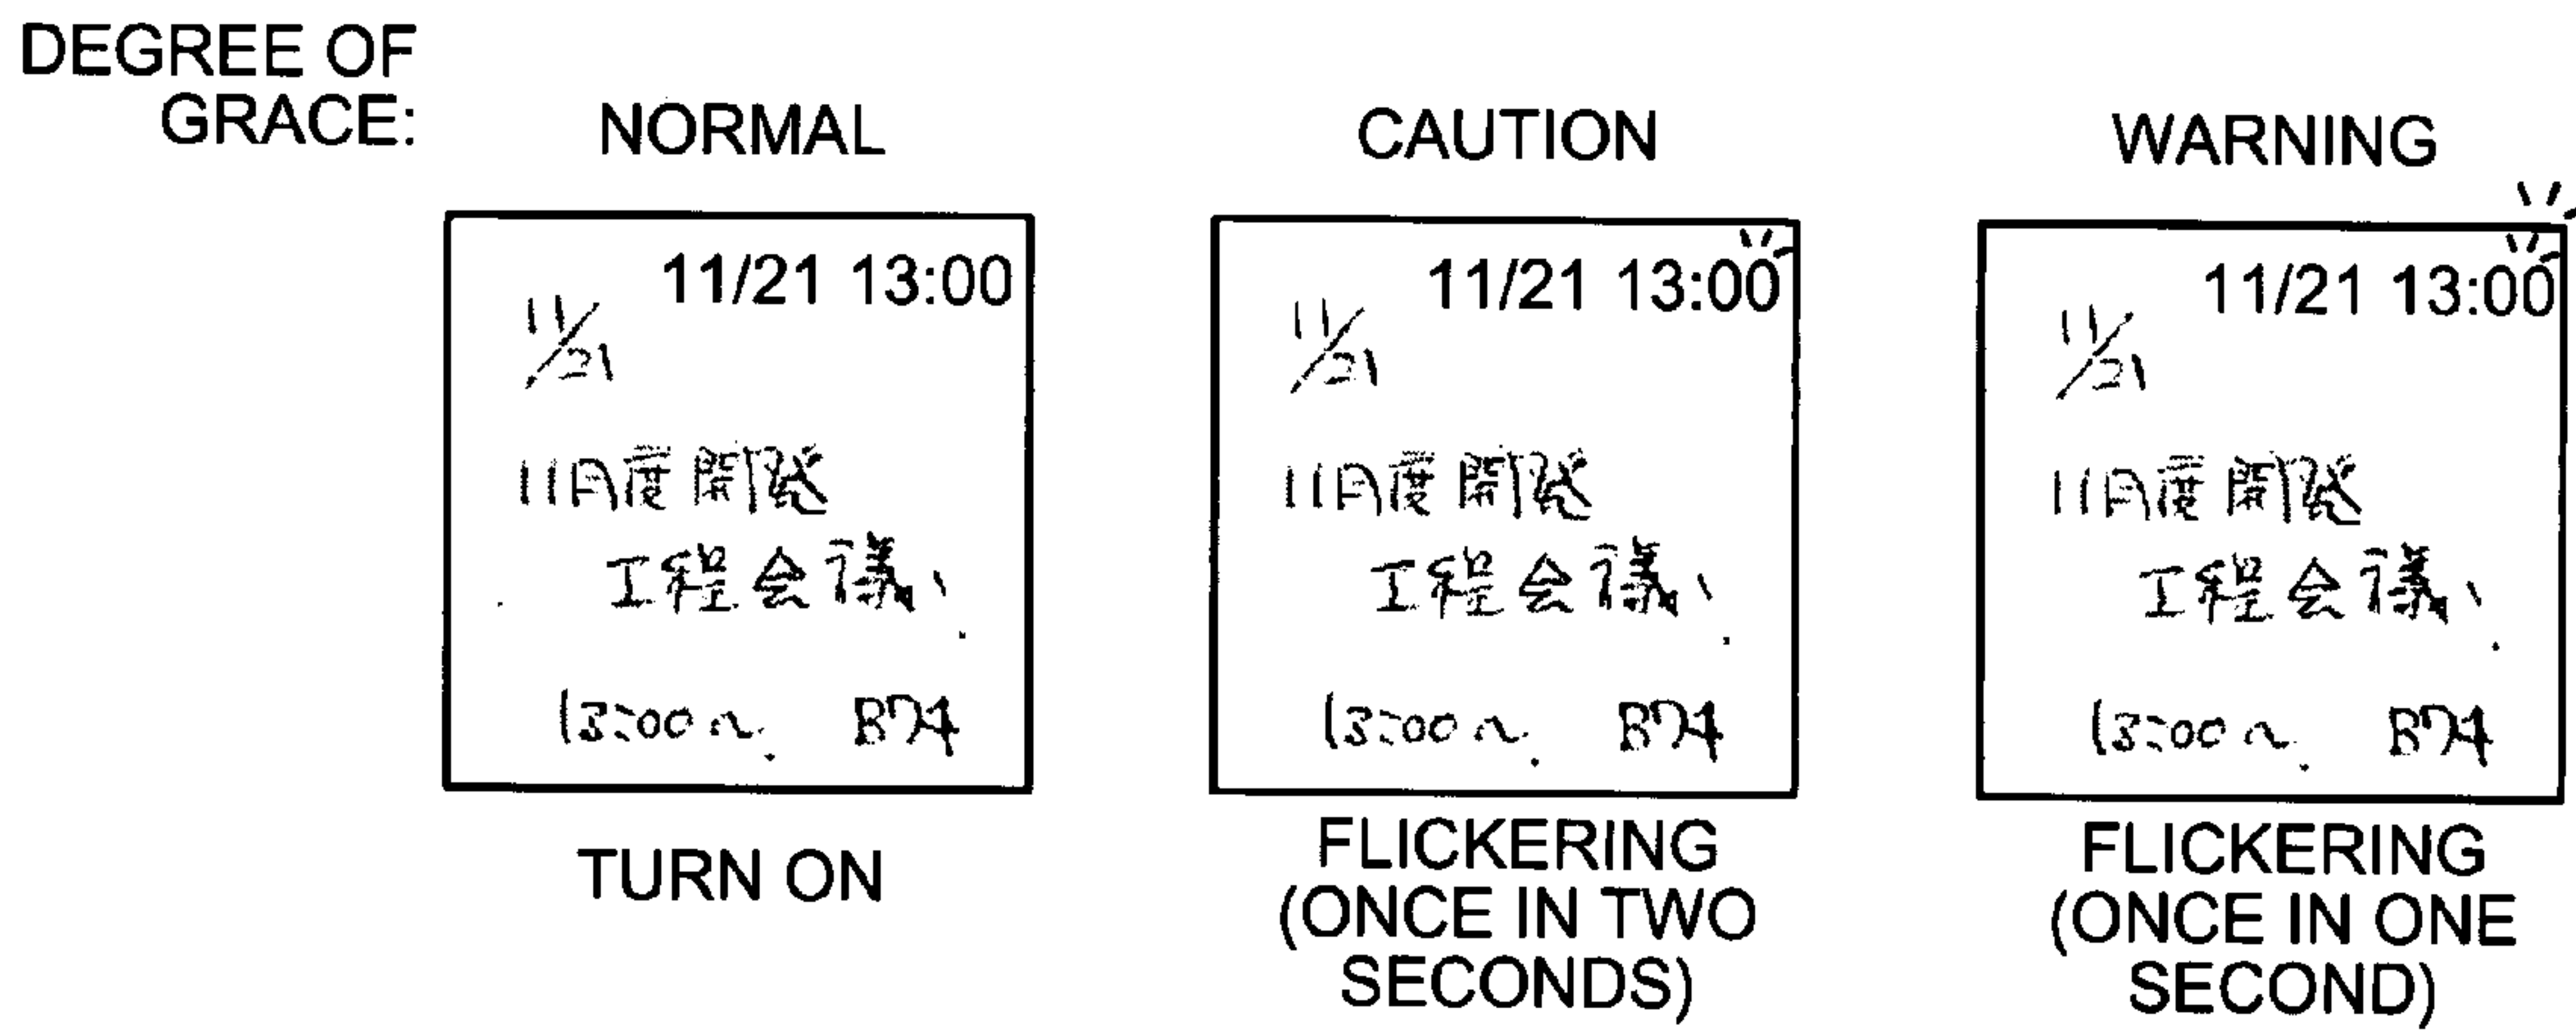 DEGREE OF
GRACE:
NORMAL
11/21 13:00
11/21
11月度開発
工程会議、
13:00~ B74
TURN ON
CAUTION
11/21 13:00
11/21
11月度開発
工程会議、
13:00~ B74
FLICKERING
(ONCE IN TWO
SECONDS)
WARNING
11/21 13:00
11/21
11月度開発
工程会議、
13:00~ B74
FLICKERING
(ONCE IN ONE
SECOND)